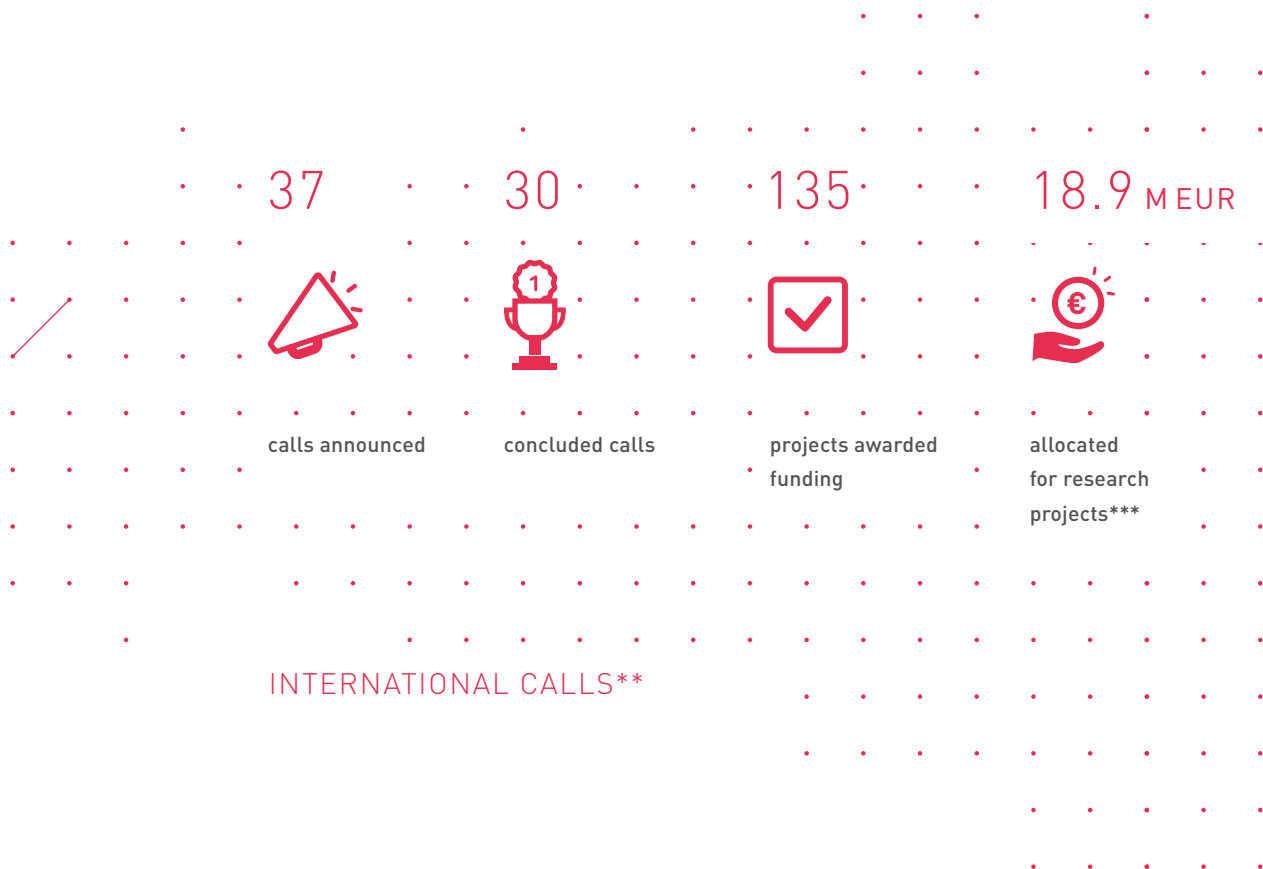 37
30
135
18.9 M EUR
1
€
calls announced
concluded calls
projects awarded
funding
allocated
for research
projects***
INTERNATIONAL CALLS**